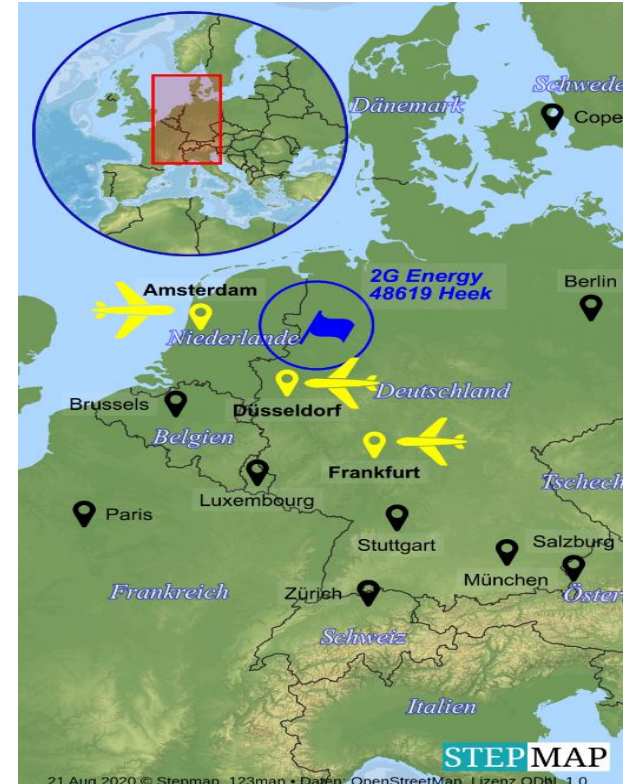 Schwede
Dänemark
Cope
2G Energy
48619 Heek
Berlin
Amsterdam
Niederlande
Düsseldorf
Deutschland
Brussels
Belgien
Frankfurt
Luxembourg
Tschech
Paris
Stuttgart
Salzburg
München
Frankreich
Zürich
Öster
Schweiz
Italien
STEPMAP
21 Aug 2020 © Stepmap, 123map • Daten: OpenStreetMap, Lizenz ODbL 1.0